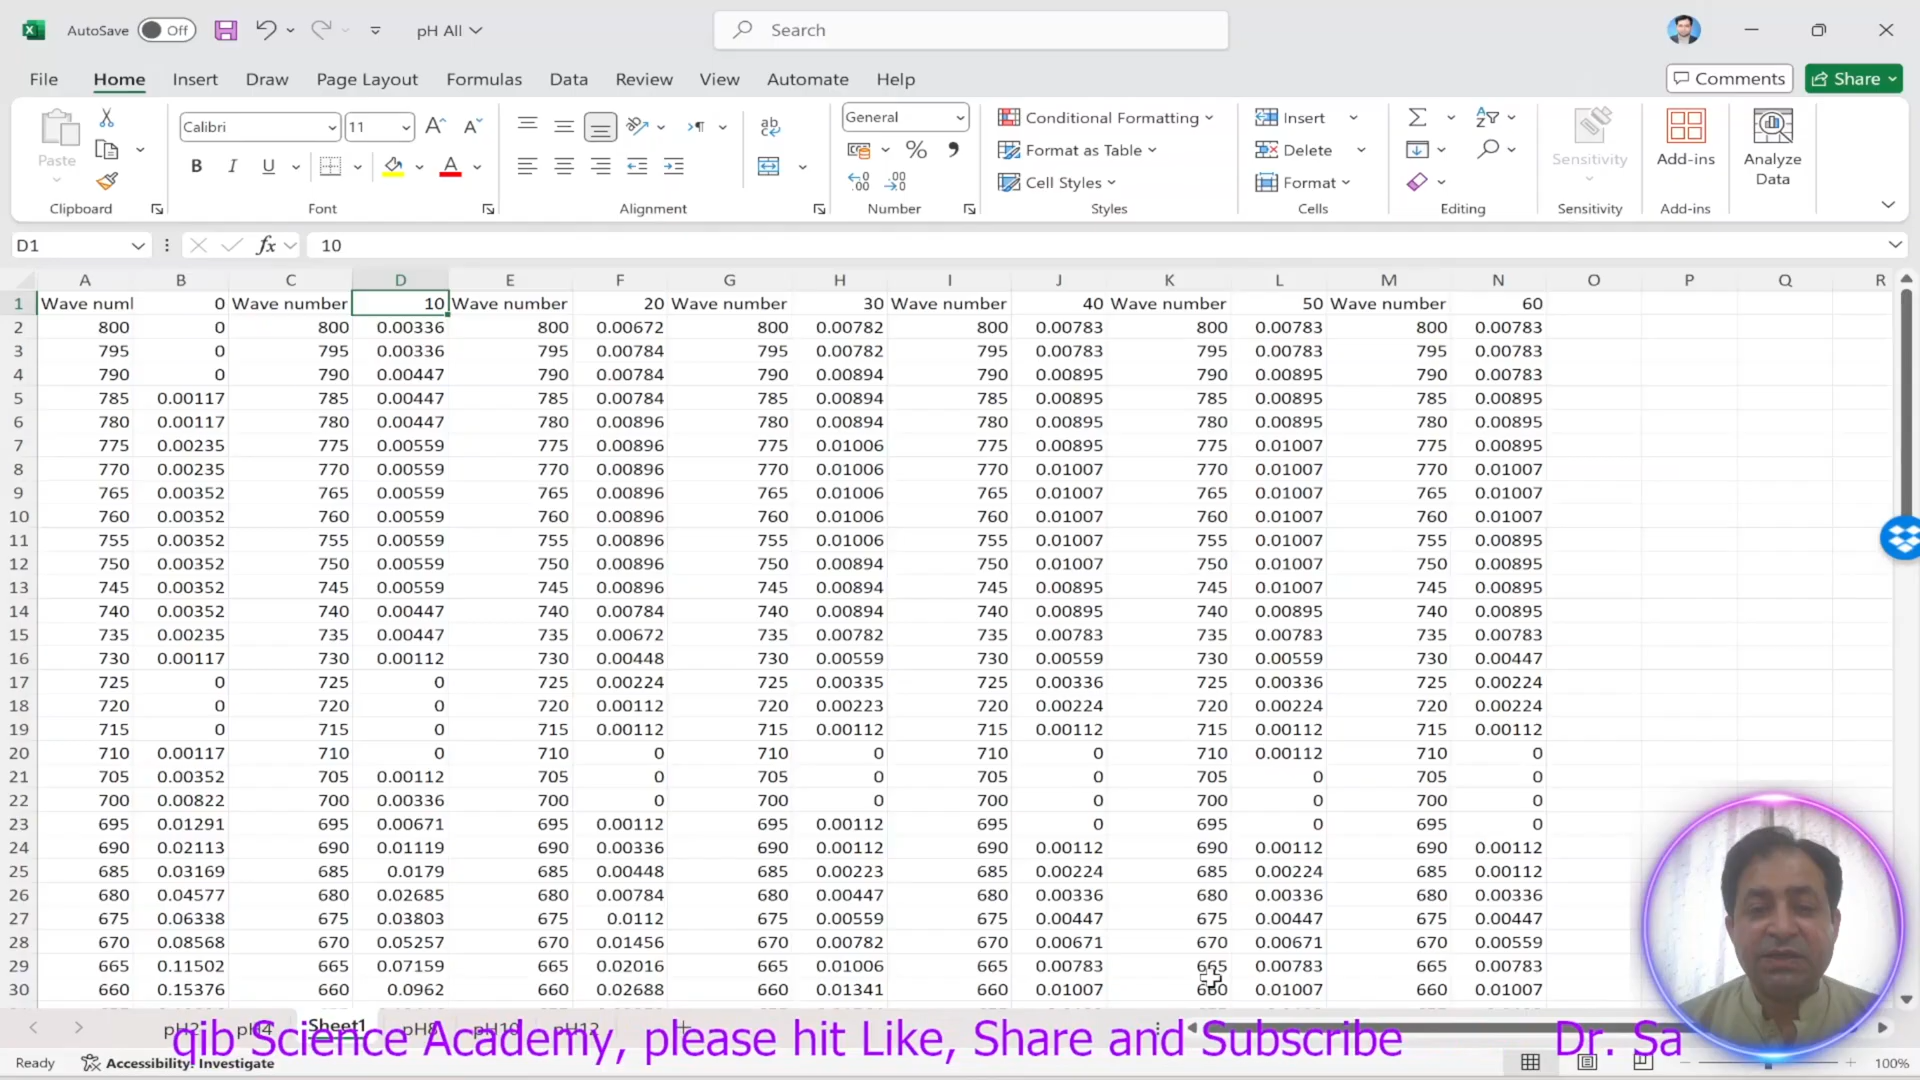 AutoSave Off pH All Search
File Home Insert Draw Page Layout Formulas Data Review View Automate Help Comments Share
Paste Calibri 11 General Conditional Formatting Insert Sensitivity Add-ins Analyze Data
B I U Format as Table Delete
Cell Styles Format
Clipboard Font Alignment Number Styles Cells Editing Sensitivity Add-ins
D1 fx 10
A B C D E F G H I J K L M N O P Q R
1 Wave numl 0 Wave number 10 Wave number 20 Wave number 30 Wave number 40 Wave number 50 Wave number 60
2 800 0 800 0.00336 800 0.00672 800 0.00782 800 0.00783 800 0.00783 800 0.00783
3 795 0 795 0.00336 795 0.00784 795 0.00782 795 0.00783 795 0.00783 795 0.00783
4 790 0 790 0.00447 790 0.00784 790 0.00894 790 0.00895 790 0.00895 790 0.00783
5 785 0.00117 785 0.00447 785 0.00784 785 0.00894 785 0.00895 785 0.00895 785 0.00895
6 780 0.00117 780 0.00447 780 0.00896 780 0.00894 780 0.00895 780 0.00895 780 0.00895
7 775 0.00235 775 0.00559 775 0.00896 775 0.01006 775 0.00895 775 0.01007 775 0.00895
8 770 0.00235 770 0.00559 770 0.00896 770 0.01006 770 0.01007 770 0.01007 770 0.01007
9 765 0.00352 765 0.00559 765 0.00896 765 0.01006 765 0.01007 765 0.01007 765 0.01007
10 760 0.00352 760 0.00559 760 0.00896 760 0.01006 760 0.01007 760 0.01007 760 0.01007
11 755 0.00352 755 0.00559 755 0.00896 755 0.01006 755 0.01007 755 0.01007 755 0.00895
12 750 0.00352 750 0.00559 750 0.00896 750 0.00894 750 0.01007 750 0.01007 750 0.00895
13 745 0.00352 745 0.00559 745 0.00896 745 0.00894 745 0.00895 745 0.01007 745 0.00895
14 740 0.00352 740 0.00447 740 0.00784 740 0.00894 740 0.00895 740 0.00895 740 0.00895
15 735 0.00235 735 0.00447 735 0.00672 735 0.00782 735 0.00783 735 0.00783 735 0.00783
16 730 0.00117 730 0.00112 730 0.00448 730 0.00559 730 0.00559 730 0.00559 730 0.00447
17 725 0 725 0 725 0.00224 725 0.00335 725 0.00336 725 0.00336 725 0.00224
18 720 0 720 0 720 0.00112 720 0.00223 720 0.00224 720 0.00224 720 0.00224
19 715 0 715 0 715 0.00112 715 0.00112 715 0.00112 715 0.00112 715 0.00112
20 710 0.00117 710 0 710 0 710 0 710 0 710 0.00112 710 0
21 705 0.00352 705 0.00112 705 0 705 0 705 0 705 0 705 0
22 700 0.00822 700 0.00336 700 0 700 0 700 0 700 0 700 0
23 695 0.01291 695 0.00671 695 0.00112 695 0.00112 695 0 695 0 695 0
24 690 0.02113 690 0.01119 690 0.00336 690 0.00112 690 0.00112 690 0.00112 690 0.00112
25 685 0.03169 685 0.0179 685 0.00448 685 0.00223 685 0.00224 685 0.00224 685 0.00112
26 680 0.04577 680 0.02685 680 0.00784 680 0.00447 680 0.00336 680 0.00336 680 0.00336
27 675 0.06338 675 0.03803 675 0.0112 675 0.00559 675 0.00447 675 0.00447 675 0.00447
28 670 0.08568 670 0.05257 670 0.01456 670 0.00782 670 0.00671 670 0.00671 670 0.00559
29 665 0.11502 665 0.07159 665 0.02016 665 0.01006 665 0.00783 665 0.00783 665 0.00783
30 660 0.15376 660 0.0962 660 0.02688 660 0.01341 660 0.01007 660 0.01007 660 0.01007
pH2 pH4 Sheet1 pH8 pH10 pH12
qib Science Academy, please hit Like, Share and Subscribe Dr. Sa
Ready Accessibility: Investigate 100%